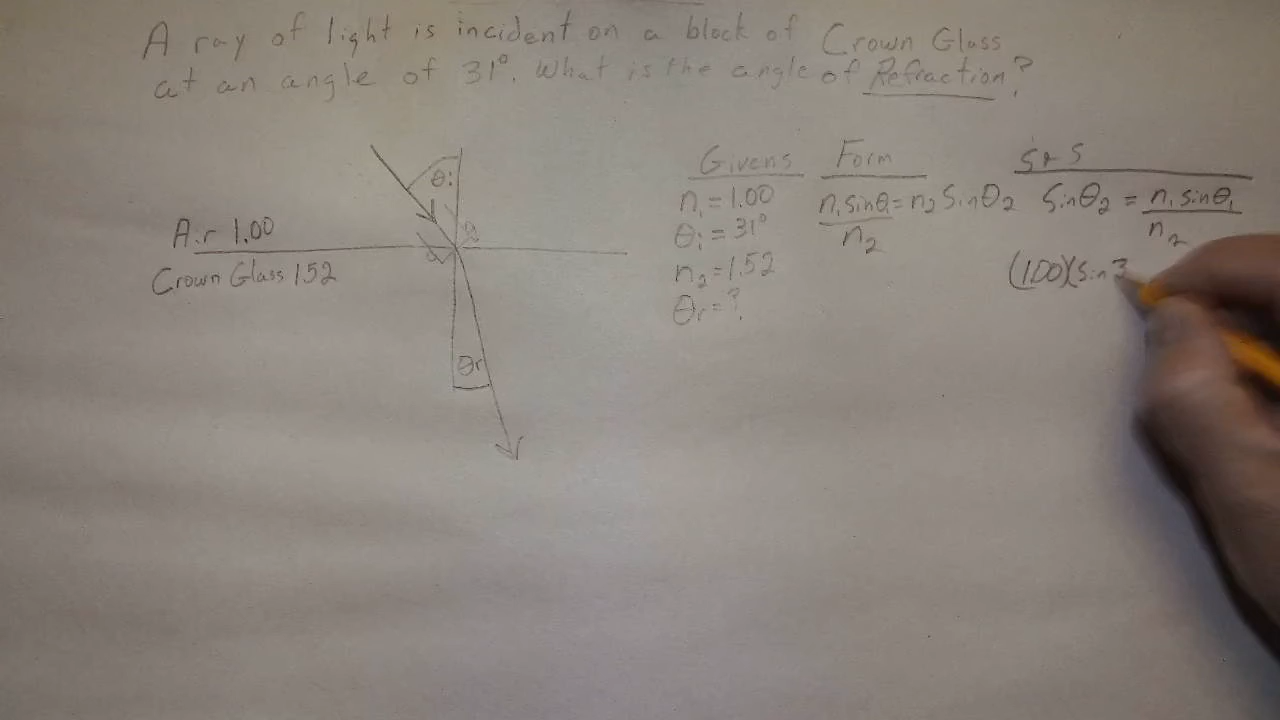 A ray of light is incident on a block of Crown Glass
at an angle of 31°. What is the angle of Refraction?
Givens
n₁ = 1.00
θi = 31°
n₂ = 1.52
θr = ?
Form
n₁ sinθ₁ = n₂ sinθ₂
n₂
S+S
Sinθ₂ = n₁ sinθ₁
n₂
(1.00)(sin 3
θi
Air 1.00
Crown Glass 1.52
θr